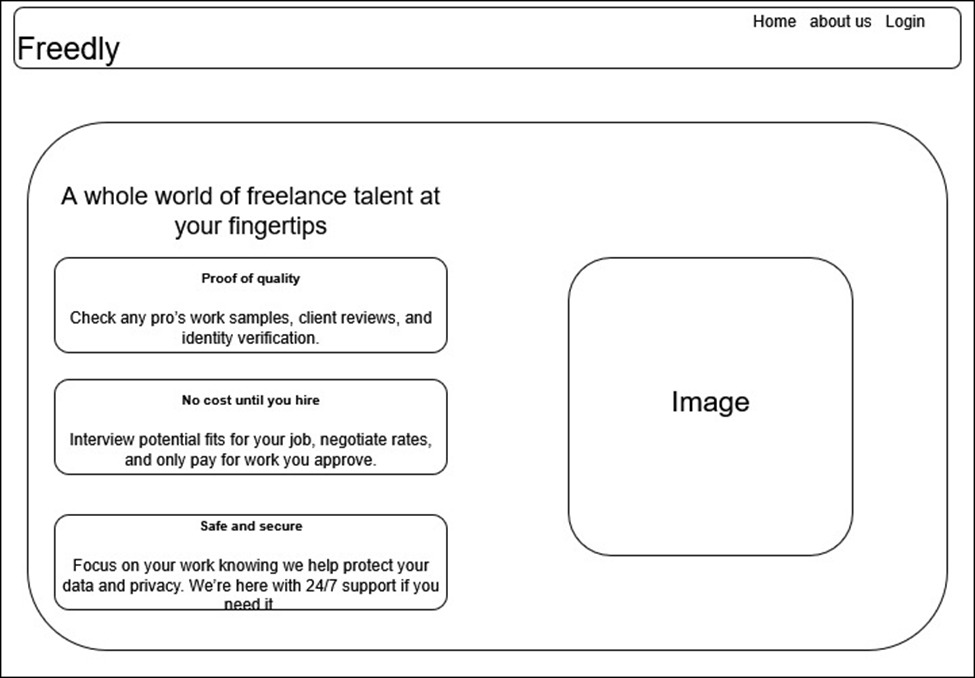 Home about us Login
Freedly
A whole world of freelance talent at
your fingertips
Proof of quality
Check any pro's work samples, client reviews, and
identity verification.
No cost until you hire
Interview potential fits for your job, negotiate rates,
and only pay for work you approve.
Image
Safe and secure
Focus on your work knowing we help protect your
data and privacy. We're here with 24/7 support if you
need it